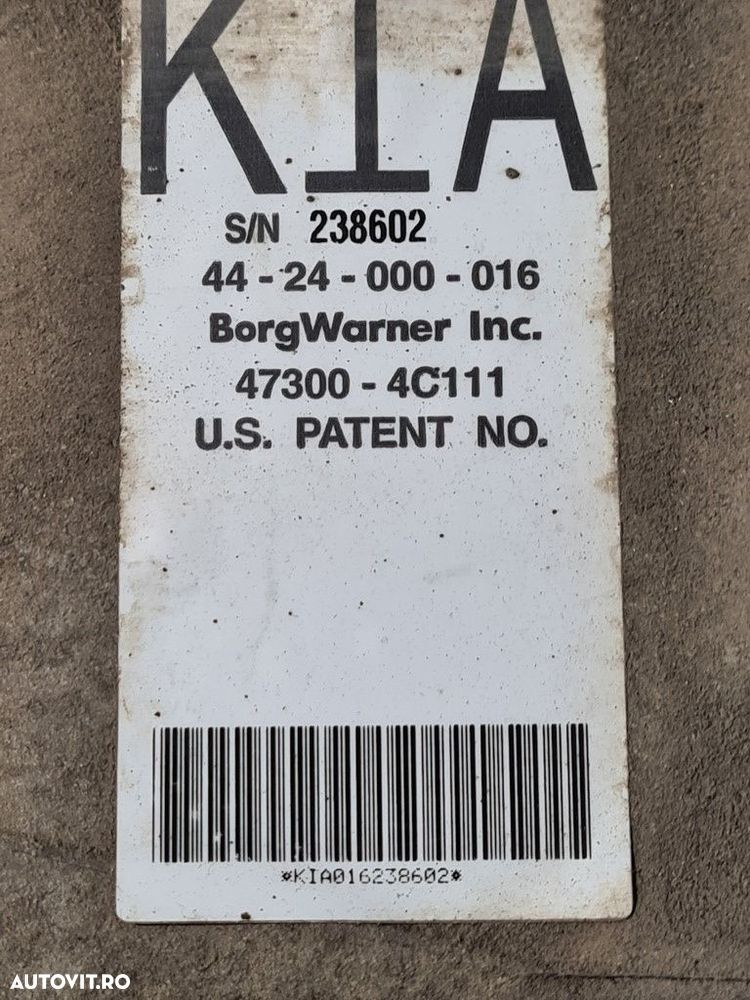 KIA
S/N 238602
44 - 24 - 000 - 016
BorgWarner Inc.
47300 - 4C111
U.S. PATENT NO.
*KIA016238602*
AUTOVIT.RO